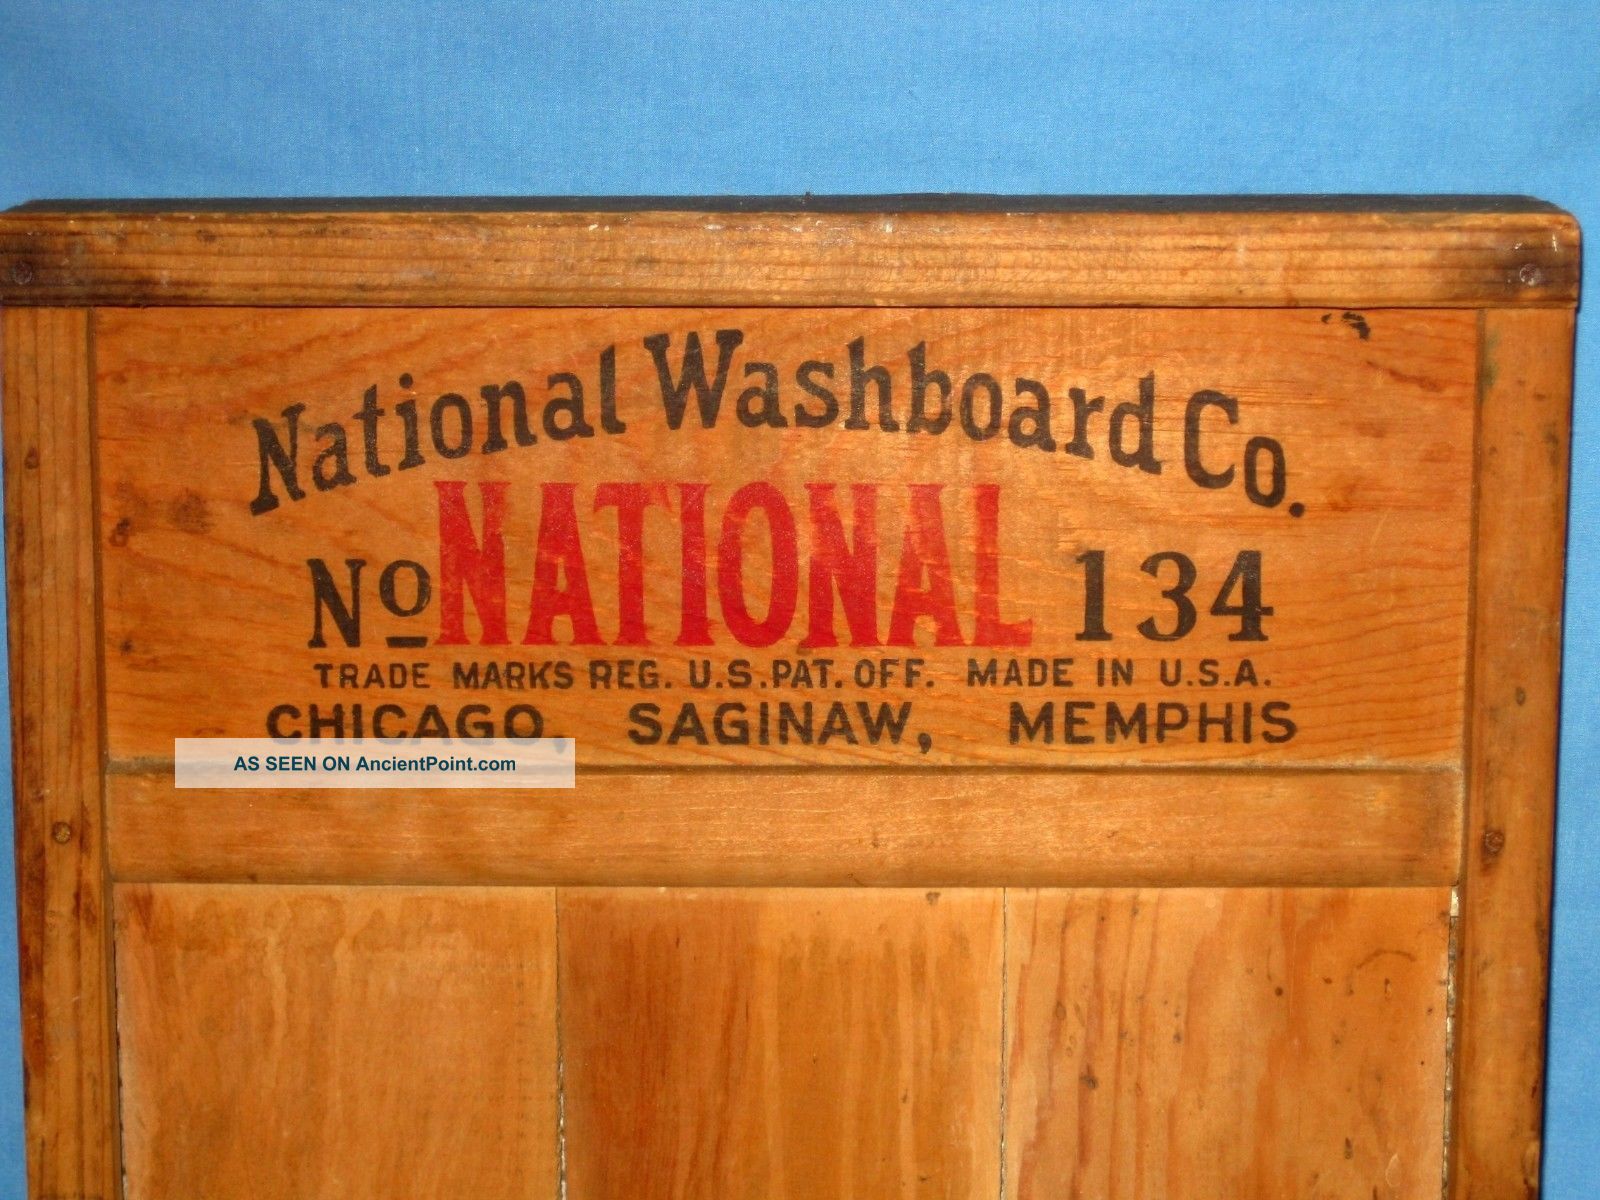 National Washboard Co.
No NATIONAL 134
TRADE MARKS REG. U.S. PAT. OFF. MADE IN U.S.A.
CHICAGO, SAGINAW, MEMPHIS
AS SEEN ON AncientPoint.com